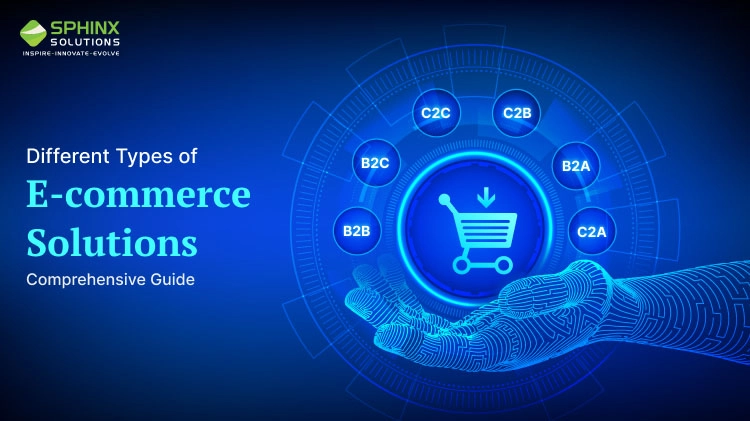 SPHINX
SOLUTIONS
INSPIRE-INNOVATE-EVOLVE
Different Types of
E-commerce
Solutions
Comprehensive Guide
C2C
C2B
B2C
B2A
B2B
C2A